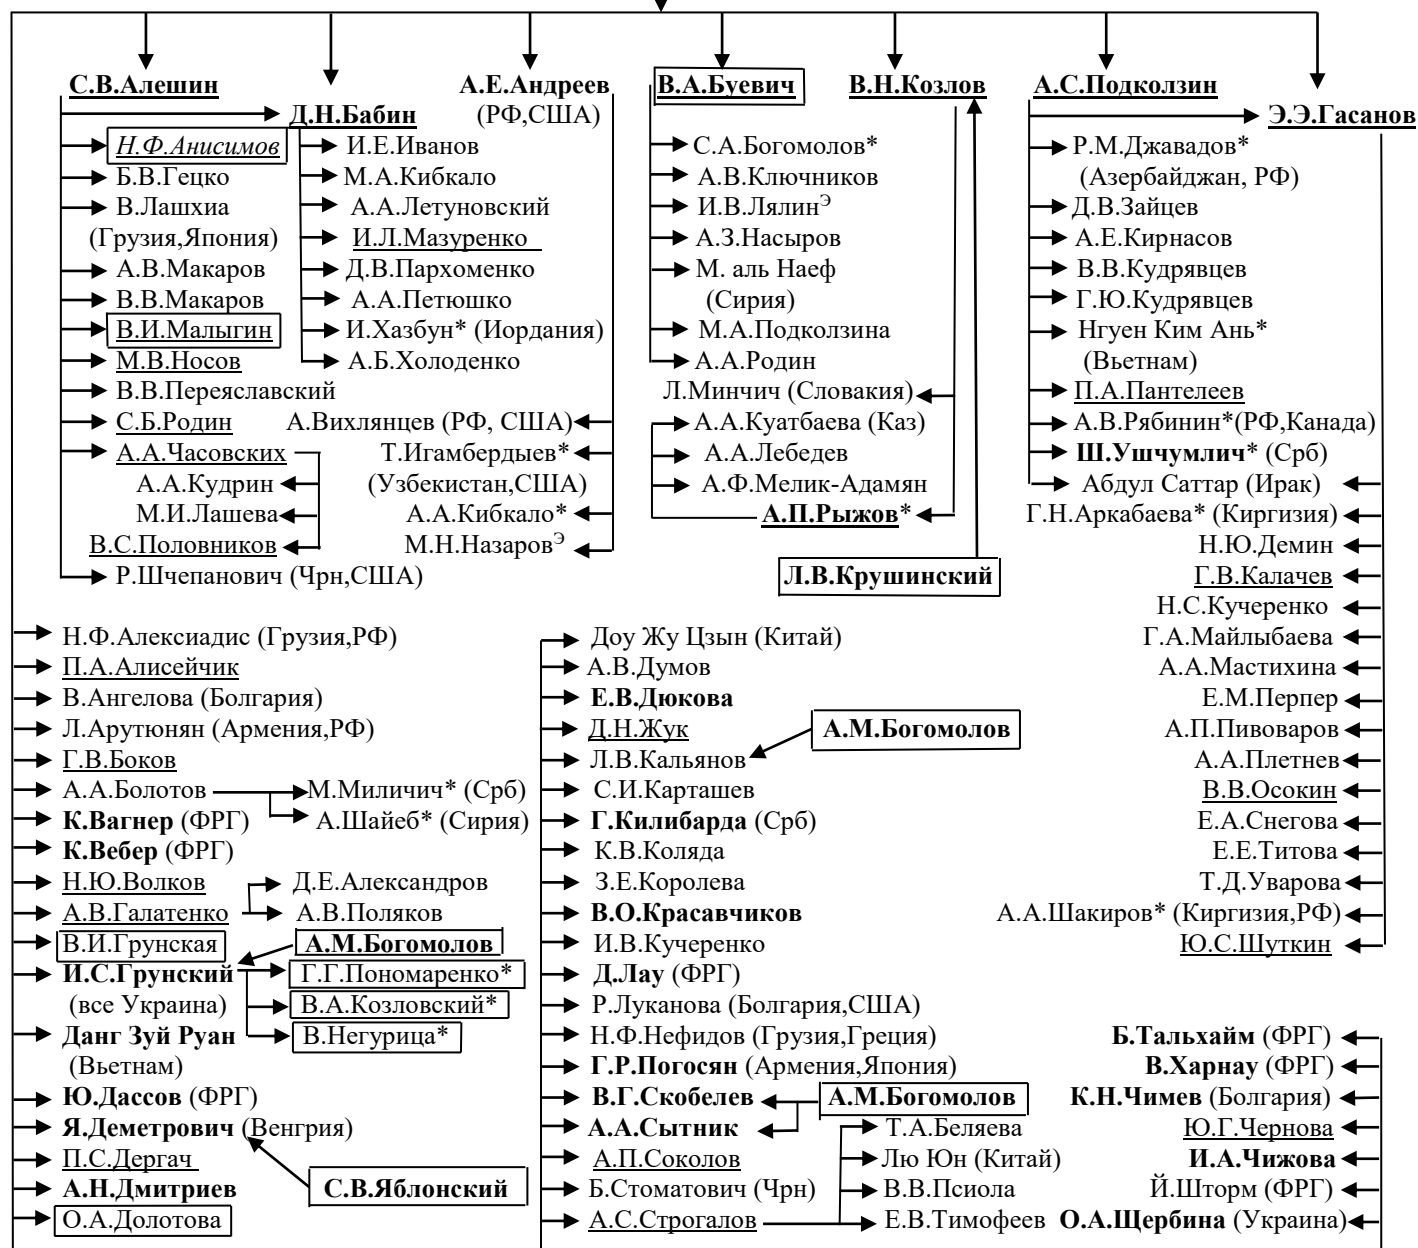 С.В.Алешин
А.Е.Андреев
(РФ,США)
В.А.Буевич
В.Н.Козлов
А.С.Подколзин
Д.Н.Бабин
Э.Э.Гасанов
Н.Ф.Анисимов
Б.В.Гецко
В.Лашхиа
(Грузия,Япония)
А.В.Макаров
В.В.Макаров
В.И.Малыгин
М.В.Носов
В.В.Переяславский
С.Б.Родин
А.А.Часовских
А.А.Кудрин
М.И.Лашева
В.С.Половников
Р.Шчепанович (Чрн,США)
И.Е.Иванов
М.А.Кибкало
А.А.Летуновский
И.Л.Мазуренко
Д.В.Пархоменко
А.А.Петюшко
И.Хазбун* (Иордания)
А.Б.Холоденко
А.Вихлянцев (РФ, США)
Т.Игамбердыев*
(Узбекистан,США)
А.А.Кибкало*
М.Н.НазаровЭ
С.А.Богомолов*
А.В.Ключников
И.В.ЛялинЭ
А.З.Насыров
М. аль Наеф
(Сирия)
М.А.Подколзина
А.А.Родин
Л.Минчич (Словакия)
А.А.Куатбаева (Каз)
А.А.Лебедев
А.Ф.Мелик-Адамян
А.П.Рыжов*
Л.В.Крушинский
Р.М.Джавадов*
(Азербайджан, РФ)
Д.В.Зайцев
А.Е.Кирнасов
В.В.Кудрявцев
Г.Ю.Кудрявцев
Нгуен Ким Ань*
(Вьетнам)
П.А.Пантелеев
А.В.Рябинин*(РФ,Канада)
Ш.Ушчумлич* (Срб)
Абдул Саттар (Ирак)
Г.Н.Аркабаева* (Киргизия)
Н.Ю.Демин
Г.В.Калачев
Н.С.Кучеренко
Г.А.Майлыбаева
А.А.Мастихина
Е.М.Перпер
А.П.Пивоваров
А.А.Плетнев
В.В.Осокин
Е.А.Снегова
Е.Е.Титова
Т.Д.Уварова
А.А.Шакиров* (Киргизия,РФ)
Ю.С.Шуткин
Н.Ф.Алексиадис (Грузия,РФ)
П.А.Алисейчик
В.Ангелова (Болгария)
Л.Арутюнян (Армения,РФ)
Г.В.Боков
А.А.Болотов
М.Миличич* (Срб)
А.Шайеб* (Сирия)
К.Вагнер (ФРГ)
К.Вебер (ФРГ)
Н.Ю.Волков
Д.Е.Александров
А.В.Галатенко
А.В.Поляков
В.И.Грунская
А.М.Богомолов
И.С.Грунский
(все Украина)
Г.Г.Пономаренко*
В.А.Козловский*
В.Негурица*
Данг Зуй Руан
(Вьетнам)
Ю.Дассов (ФРГ)
Я.Деметрович (Венгрия)
П.С.Дергач
С.В.Яблонский
А.Н.Дмитриев
О.А.Долотова
Доу Жу Цзын (Китай)
А.В.Думов
Е.В.Дюкова
Д.Н.Жук
А.М.Богомолов
Л.В.Кальянов
С.И.Карташев
Г.Килибарда (Срб)
К.В.Коляда
З.Е.Королева
В.О.Красавчиков
И.В.Кучеренко
Д.Лау (ФРГ)
Р.Луканова (Болгария,США)
Н.Ф.Нефидов (Грузия,Греция)
Г.Р.Погосян (Армения,Япония)
В.Г.Скобелев
А.М.Богомолов
А.А.Сытник
А.П.Соколов
Б.Стоматович (Чрн)
А.С.Строгалов
Т.А.Беляева
Лю Юн (Китай)
В.В.Псиола
Е.В.Тимофеев
Б.Тальхайм (ФРГ)
В.Харнау (ФРГ)
К.Н.Чимев (Болгария)
Ю.Г.Чернова
И.А.Чижова
Й.Шторм (ФРГ)
О.А.Щербина (Украина)